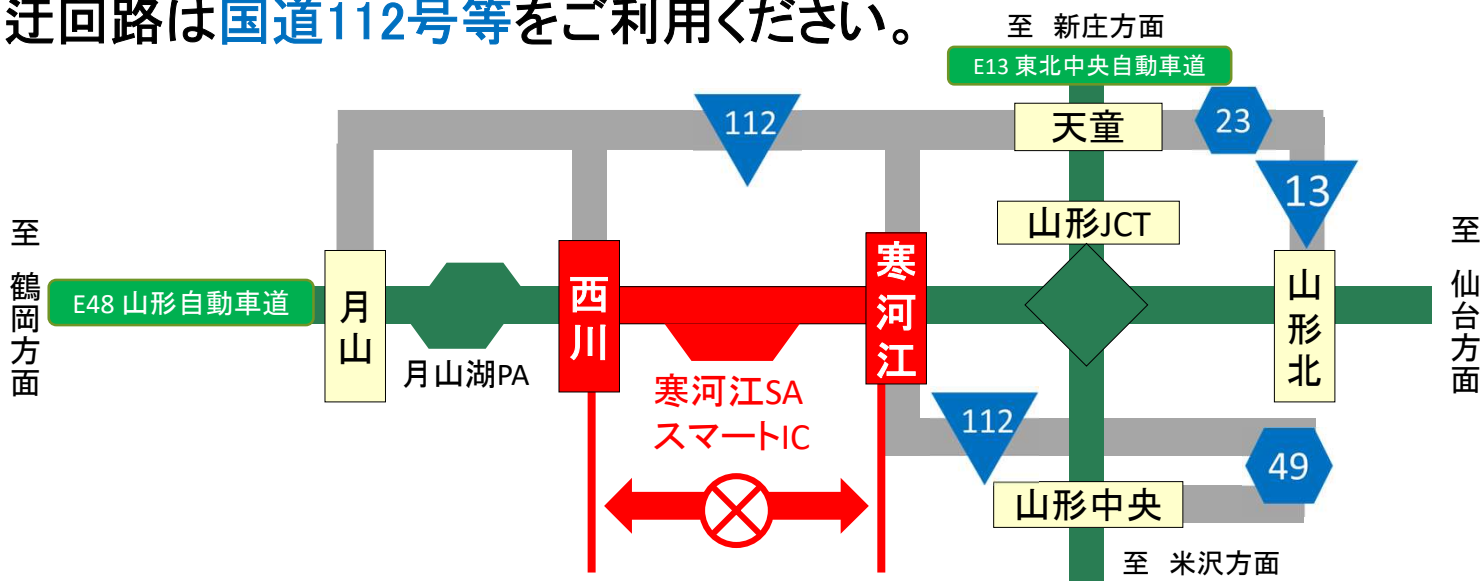 迂回路は国道112号等をご利用ください。
至 新庄方面
E13 東北中央自動車道
112
天童
23
13
山形JCT
至 鶴岡方面
E48 山形自動車道
月山
月山湖PA
西川
寒河江SA
スマートIC
寒河江
山形北
至 仙台方面
112
49
山形中央
至 米沢方面